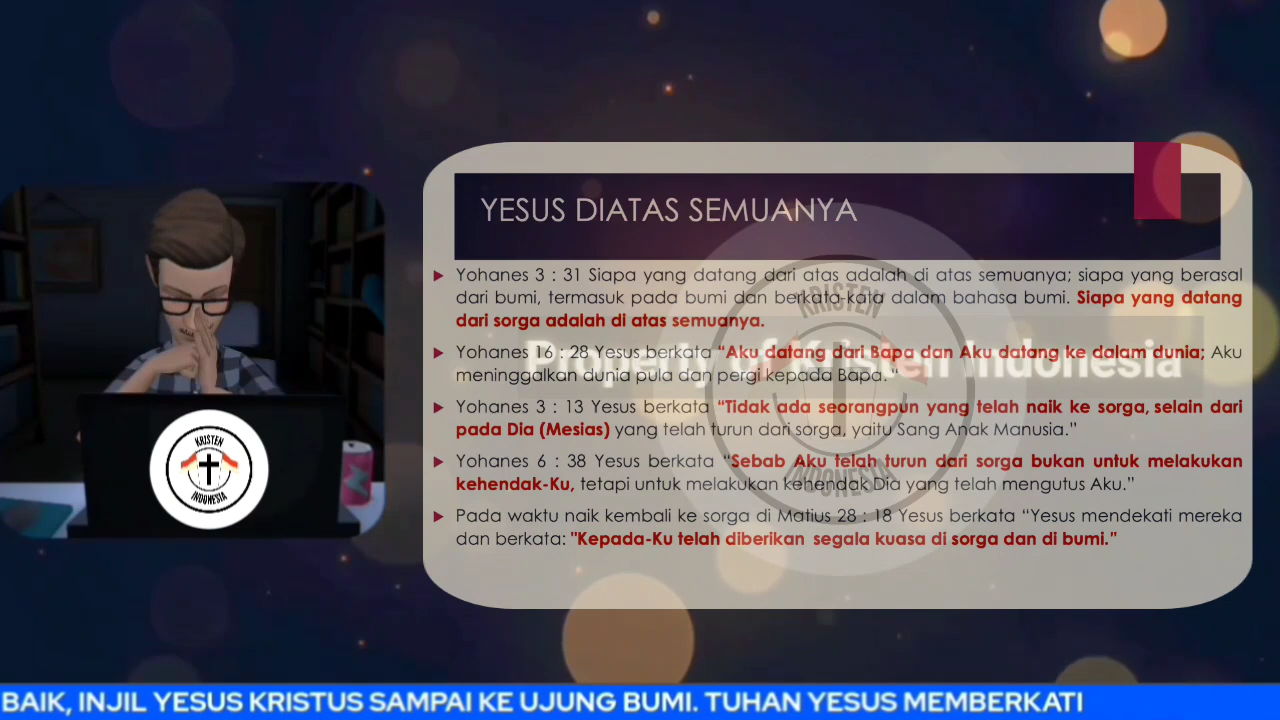 YESUS DIATAS SEMUANYA
Yohanes 3 : 31 Siapa yang datang dari atas adalah di atas semuanya; siapa yang berasal
dari bumi, termasuk pada bumi dan berkata-kata dalam bahasa bumi. Siapa yang datang
dari sorga adalah di atas semuanya.
Yohanes 16 : 28 Yesus berkata “Aku datang dari Bapa dan Aku datang ke dalam dunia; Aku
meninggalkan dunia pula dan pergi kepada Bapa.”
Yohanes 3 : 13 Yesus berkata “Tidak ada seorangpun yang telah naik ke sorga, selain dari
pada Dia (Mesias) yang telah turun dari sorga, yaitu Sang Anak Manusia.”
Yohanes 6 : 38 Yesus berkata “Sebab Aku telah turun dari sorga bukan untuk melakukan
kehendak-Ku, tetapi untuk melakukan kehendak Dia yang telah mengutus Aku.”
Pada waktu naik kembali ke sorga di Matius 28 : 18 Yesus berkata “Yesus mendekati mereka
dan berkata: "Kepada-Ku telah diberikan segala kuasa di sorga dan di bumi."
Property of Kristen Indonesia
KRISTEN
INDONESIA
KRISTEN
INDONESIA
BAIK, INJIL YESUS KRISTUS SAMPAI KE UJUNG BUMI. TUHAN YESUS MEMBERKATI